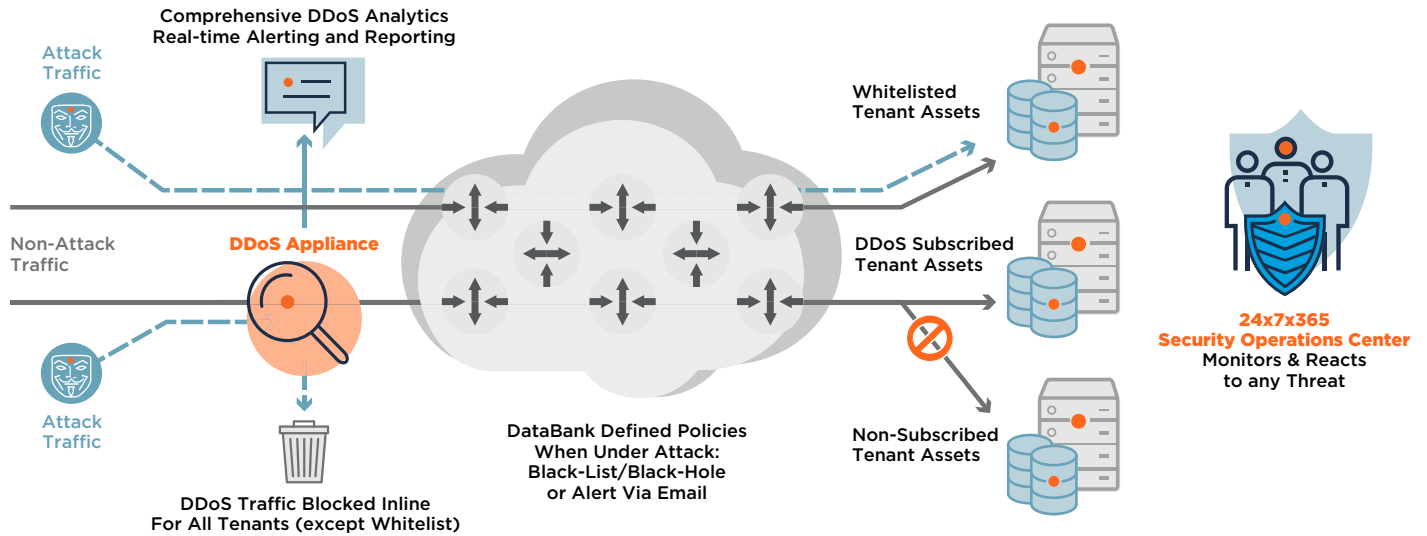 Comprehensive DDoS Analytics
Real-time Alerting and Reporting
Attack
Traffic
Non-Attack
Traffic
DDoS Appliance
Attack
Traffic
DDoS Traffic Blocked Inline
For All Tenants (except Whitelist)
DataBank Defined Policies
When Under Attack:
Black-List/Black-Hole
or Alert Via Email
Whitelisted
Tenant Assets
DDoS Subscribed
Tenant Assets
Non-Subscribed
Tenant Assets
24x7x365
Security Operations Center
Monitors & Reacts
to any Threat